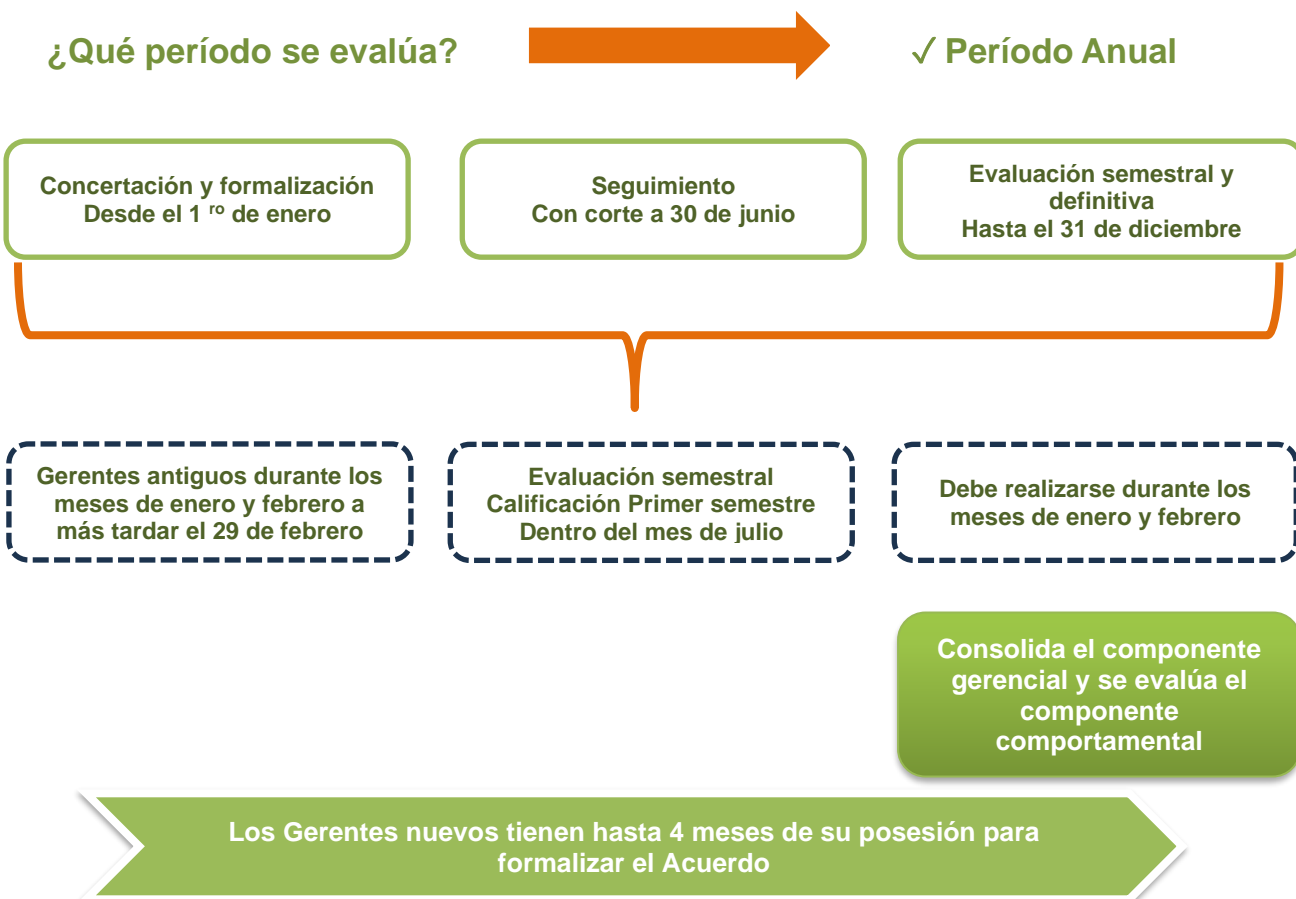 ¿Qué período se evalúa?
✓ Período Anual
Concertación y formalización
Desde el 1 ro de enero
Seguimiento
Con corte a 30 de junio
Evaluación semestral y
definitiva
Hasta el 31 de diciembre
Gerentes antiguos durante los
meses de enero y febrero a
más tardar el 29 de febrero
Evaluación semestral
Calificación Primer semestre
Dentro del mes de julio
Debe realizarse durante los
meses de enero y febrero
Consolida el componente
gerencial y se evalúa el
componente
comportamental
Los Gerentes nuevos tienen hasta 4 meses de su posesión para
formalizar el Acuerdo